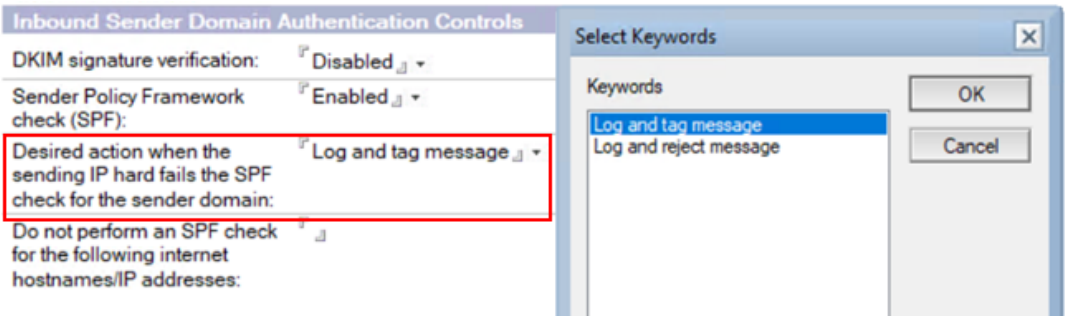 Inbound Sender Domain Authentication Controls
DKIM signature verification: Disabled
Sender Policy Framework Enabled
check (SPF):
Desired action when the Log and tag message
sending IP hard fails the SPF
check for the sender domain:
Do not perform an SPF check
for the following internet
hostnames/IP addresses:
Select Keywords
Keywords
Log and tag message
Log and reject message
OK
Cancel